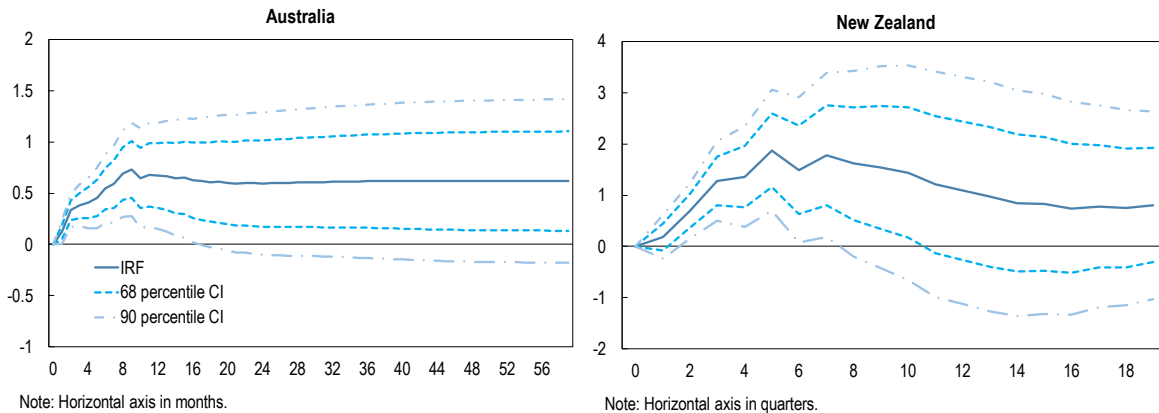 Australia
2
1.5
1
0.5
0
-0.5
-1
IRF
68 percentile CI
90 percentile CI
0 4 8 12 16 20 24 28 32 36 40 44 48 52 56
Note: Horizontal axis in months.
New Zealand
4
3
2
1
0
-1
-2
0 2 4 6 8 10 12 14 16 18
Note: Horizontal axis in quarters.